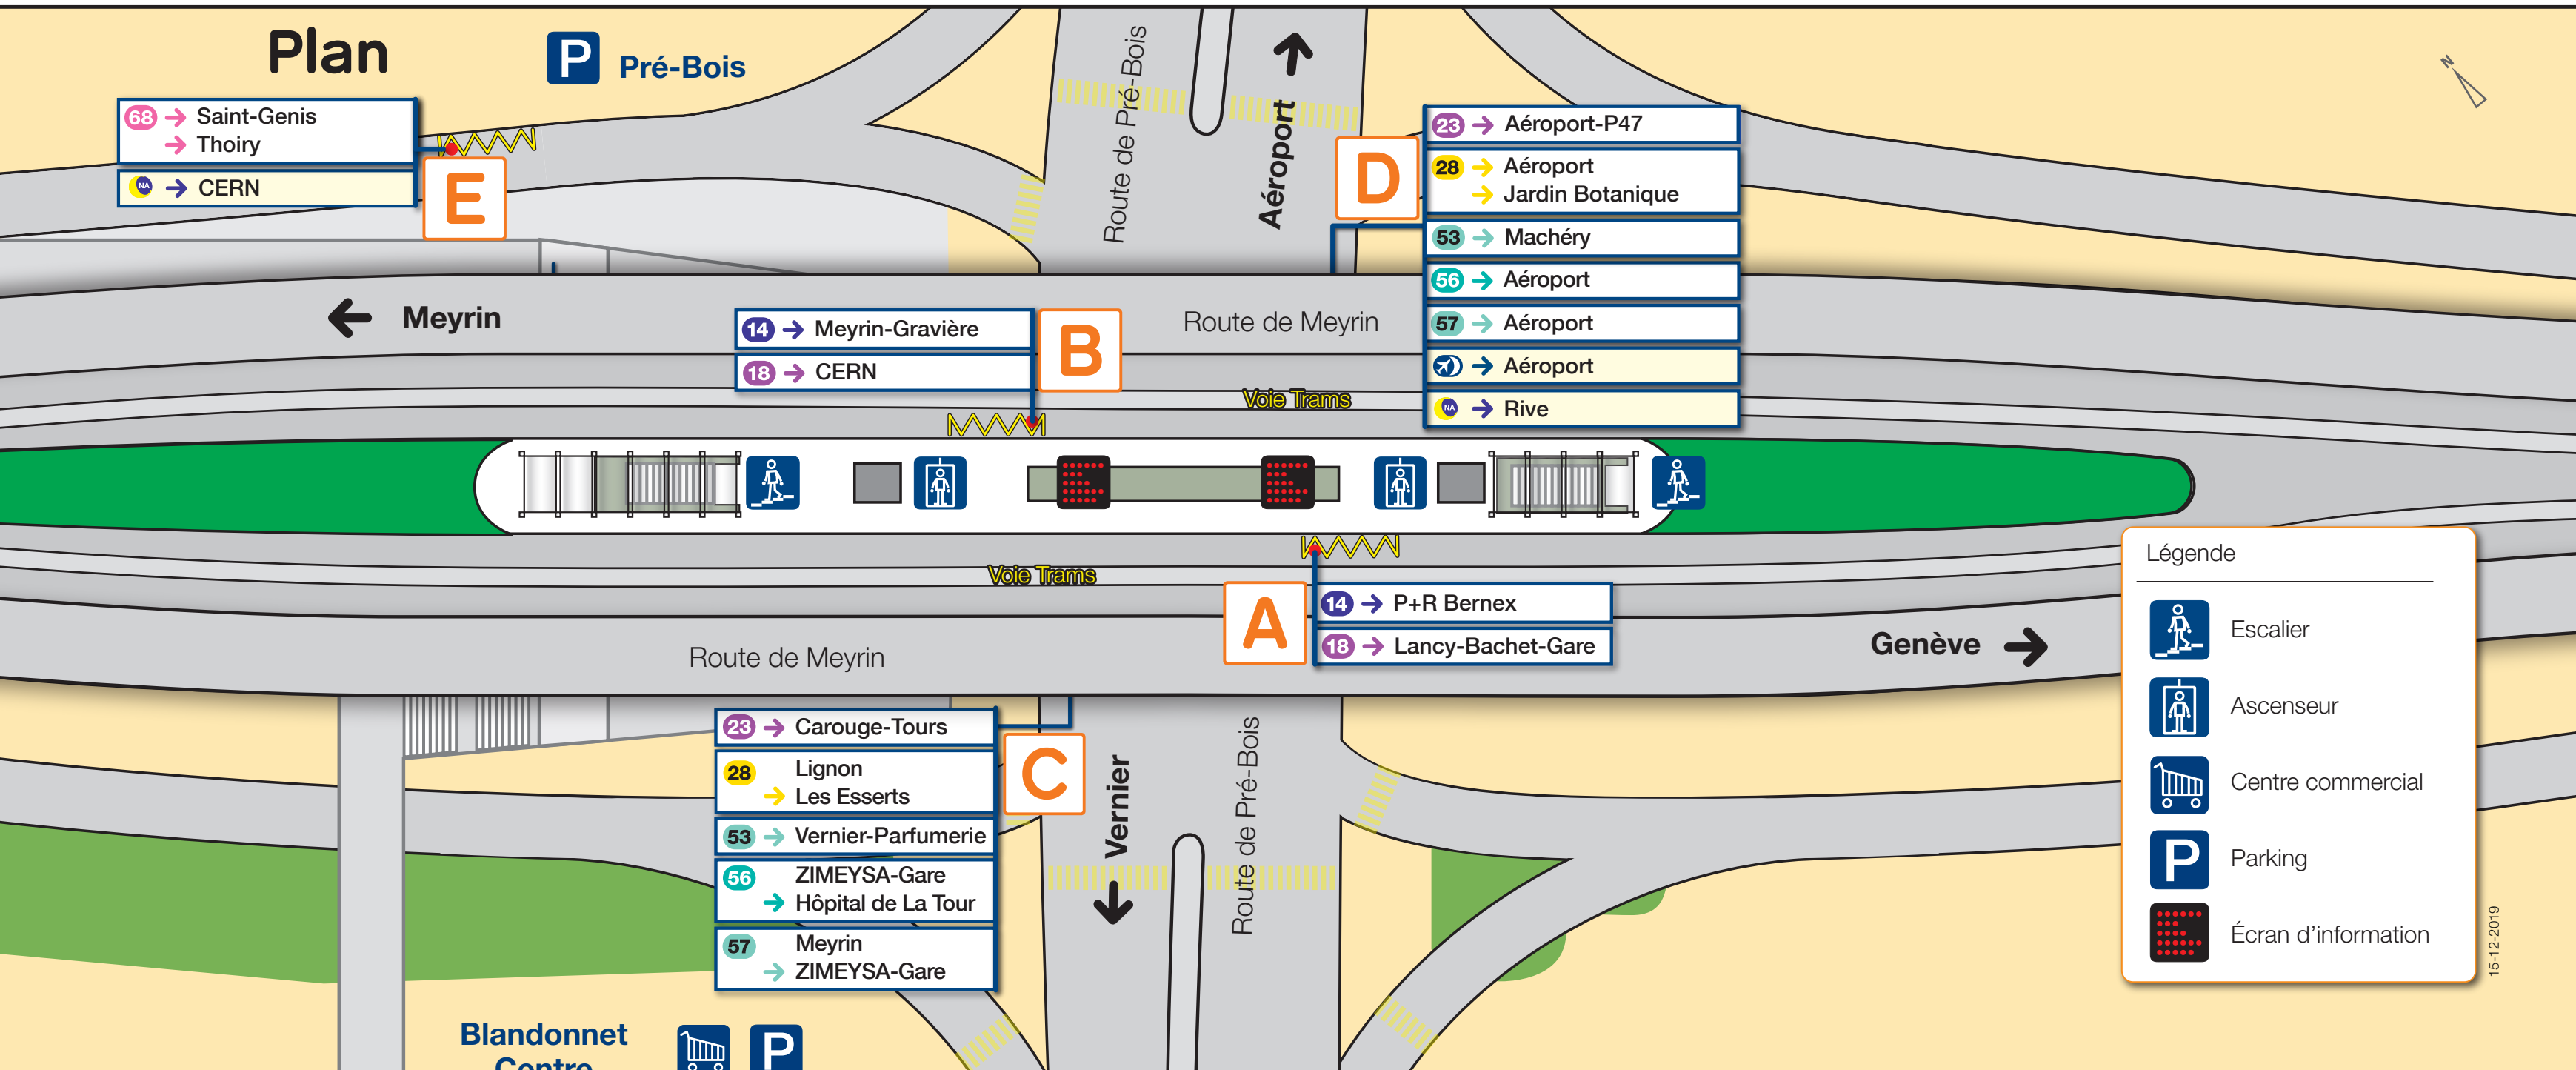 Plan
P Pré-Bois
68 → Saint-Genis
→ Thoiry
NA → CERN
E
Route de Pré-Bois
Aéroport
N
D
23 → Aéroport-P47
28 → Aéroport
→ Jardin Botanique
53 → Machéry
56 → Aéroport
57 → Aéroport
→ Aéroport
NA → Rive
← Meyrin
14 → Meyrin-Gravière
18 → CERN
B
Route de Meyrin
Voie Trams
Voie Trams
A
14 → P+R Bernex
18 → Lancy-Bachet-Gare
Route de Meyrin
Genève →
23 → Carouge-Tours
28 Lignon
→ Les Esserts
53 → Vernier-Parfumerie
56 ZIMEYSA-Gare
→ Hôpital de La Tour
57 Meyrin
→ ZIMEYSA-Gare
C
Vernier
Route de Pré-Bois
Blandonnet
Centre
P
Légende
Escalier
Ascenseur
Centre commercial
P Parking
Écran d'information
15-12-2019